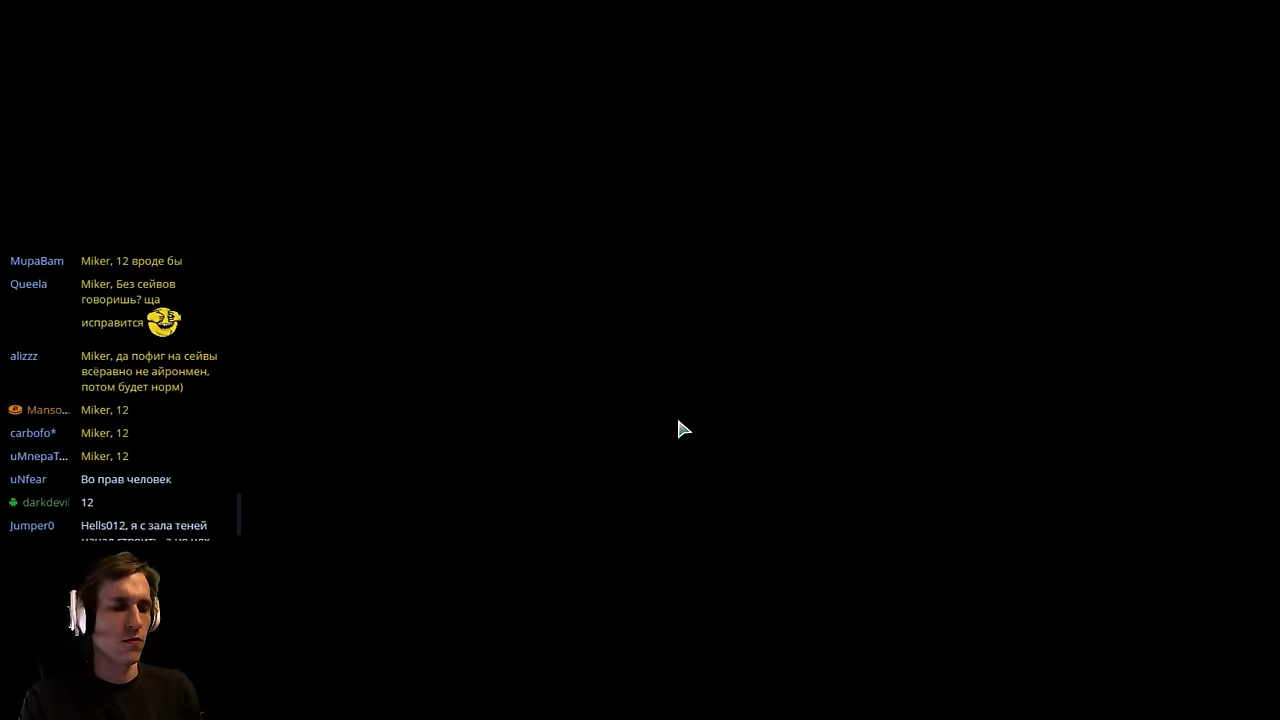 MupaBam Miker, 12 вроде бы
Queela Miker, Без сейвов
говоришь? ща
исправится
alizzz Miker, да пофиг на сейвы
всёравно не айронмен,
потом будет норм)
Manso... Miker, 12
carbofo* Miker, 12
uMnepaT... Miker, 12
uNfear Во прав человек
darkdevil 12
Jumper0 Hells012, я с зала теней